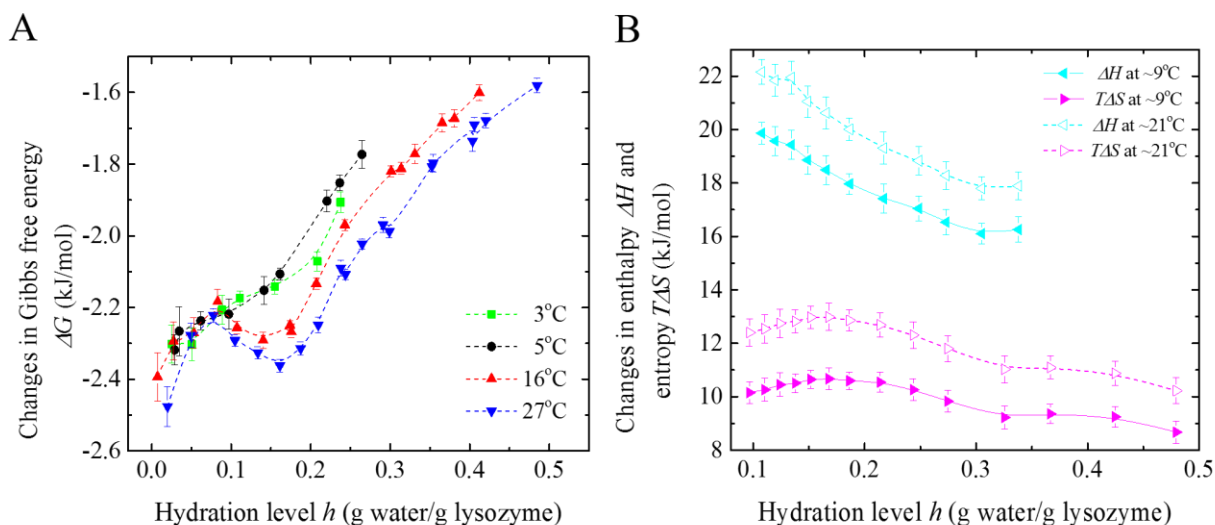 A
Changes in Gibbs free energy
ΔG (kJ/mol)
-1.6
-1.8
-2.0
-2.2
-2.4
-2.6
3°C
5°C
16°C
27°C
0.0 0.1 0.2 0.3 0.4 0.5
Hydration level h (g water/g lysozyme)
B
Changes in enthalpy ΔH and
entropy TΔS (kJ/mol)
22
20
18
16
14
12
10
8
ΔH at ~9°C
TΔS at ~9°C
ΔH at ~21°C
TΔS at ~21°C
0.1 0.2 0.3 0.4 0.5
Hydration level h (g water/g lysozyme)